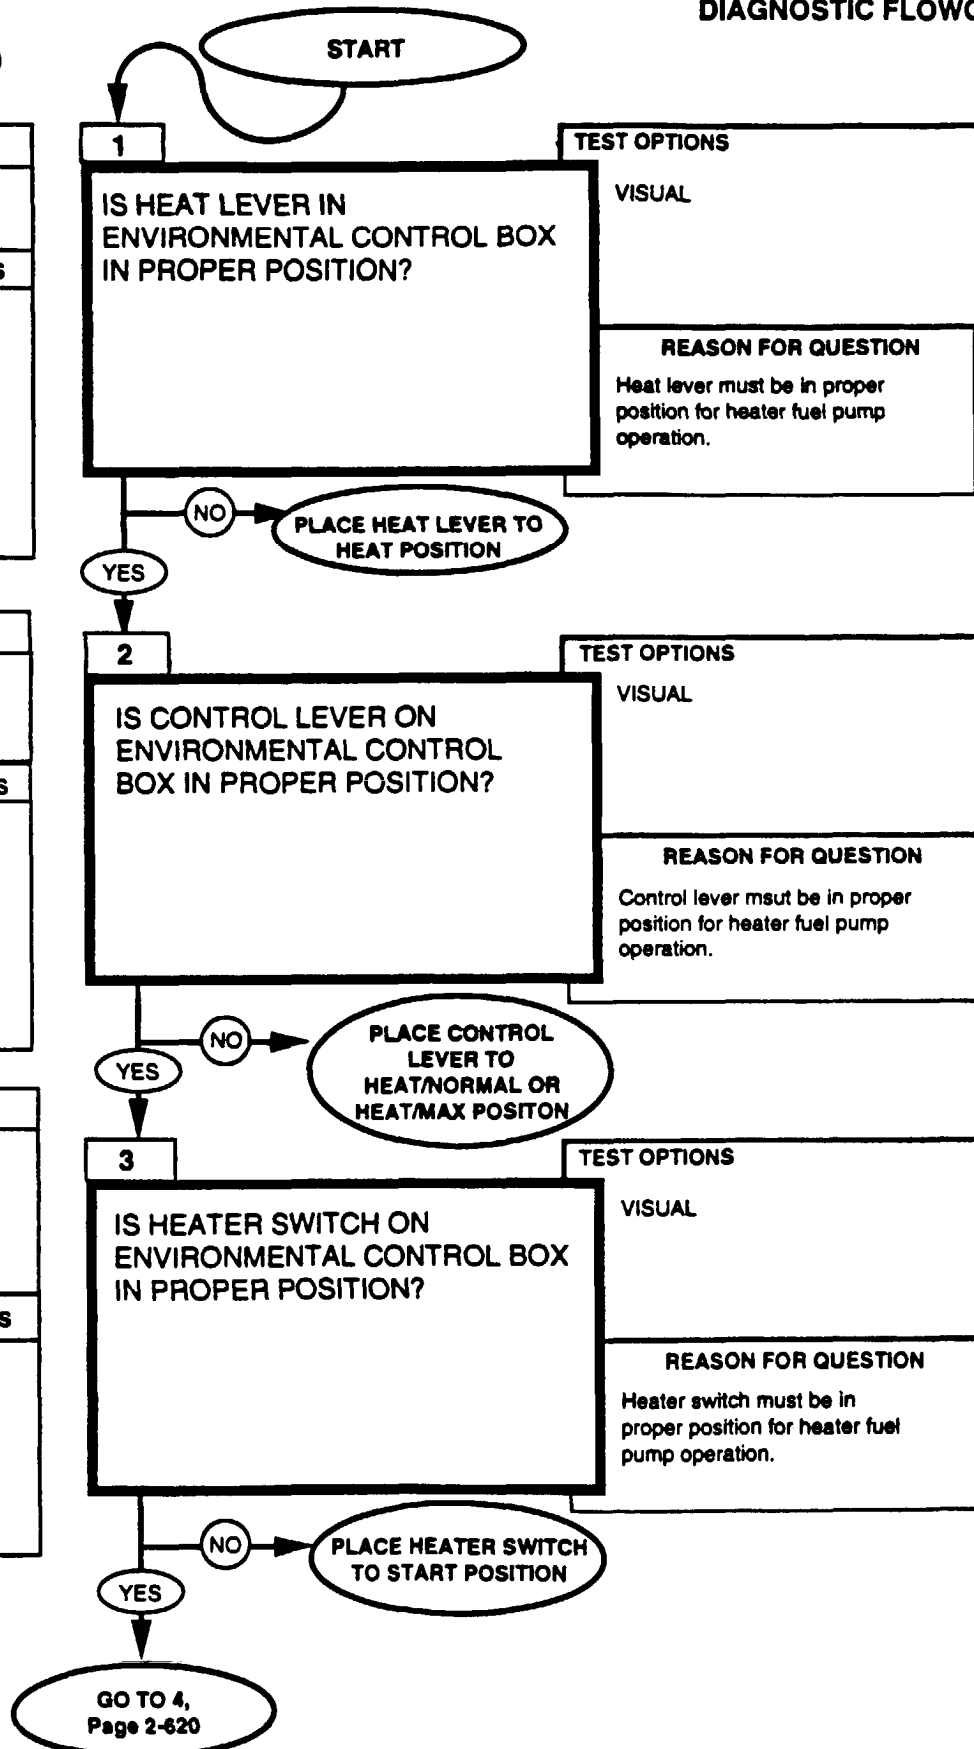 DIAGNOSTIC FLOWC
START
)
1
TEST OPTIONS
VISUAL
IS HEAT LEVER IN
ENVIRONMENTAL CONTROL BOX
IN PROPER POSITION?
S
REASON FOR QUESTION
Heat lever must be in proper
position for heater fuel pump
operation.
NO
PLACE HEAT LEVER TO
HEAT POSITION
YES
2
TEST OPTIONS
VISUAL
IS CONTROL LEVER ON
ENVIRONMENTAL CONTROL
BOX IN PROPER POSITION?
S
REASON FOR QUESTION
Control lever msut be in proper
position for heater fuel pump
operation.
NO
PLACE CONTROL
LEVER TO
HEAT/NORMAL OR
HEAT/MAX POSITON
YES
3
TEST OPTIONS
VISUAL
IS HEATER SWITCH ON
ENVIRONMENTAL CONTROL BOX
IN PROPER POSITION?
S
REASON FOR QUESTION
Heater switch must be in
proper position for heater fuel
pump operation.
NO
PLACE HEATER SWITCH
TO START POSITION
YES
GO TO 4,
Page 2-620